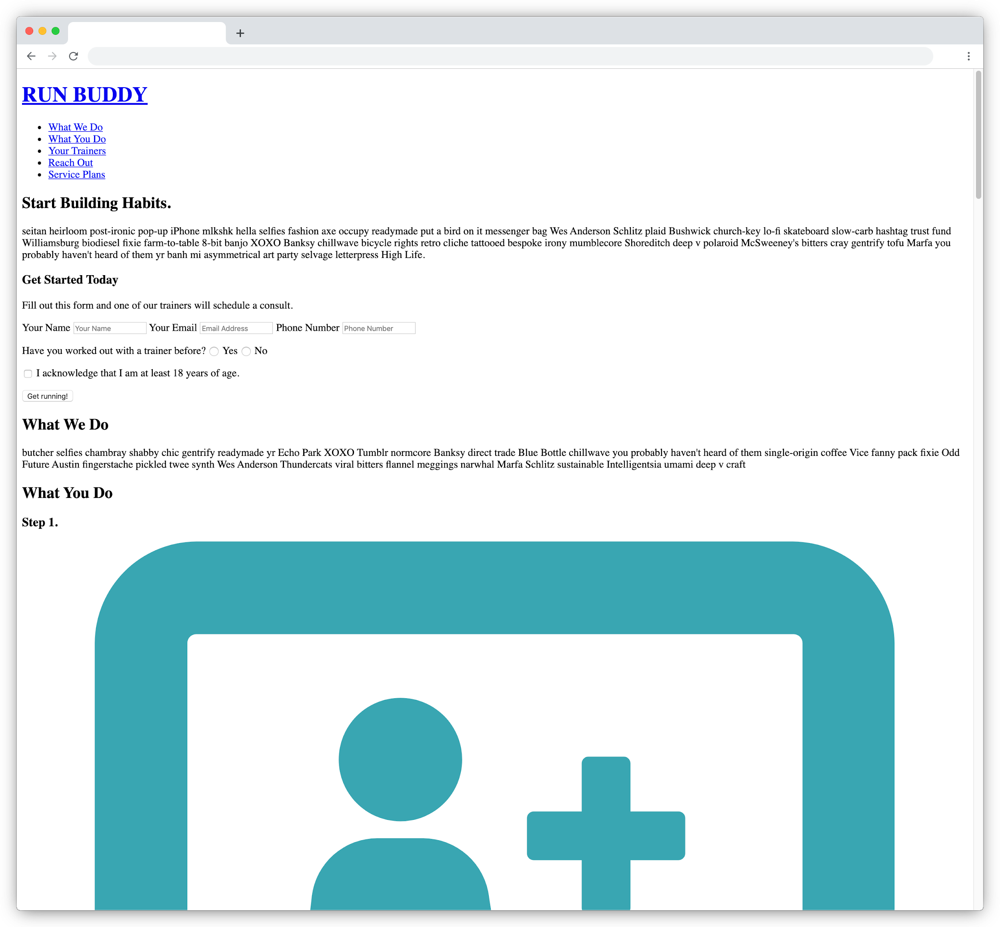 RUN BUDDY
What We Do
What You Do
Your Trainers
Reach Out
Service Plans
Start Building Habits.
seitan heirloom post-ironic pop-up iPhone mlkshk hella selfies fashion axe occupy readymade put a bird on it messenger bag Wes Anderson Schlitz plaid Bushwick church-key lo-fi skateboard slow-carb hashtag trust fund
Williamsburg biodiesel fixie farm-to-table 8-bit banjo XOXO Banksy chillwave bicycle rights retro cliche tattooed bespoke irony mumblecore Shoreditch deep v polaroid McSweeney's bitters cray gentrify tofu Marfa you
probably haven't heard of them yr banh mi asymmetrical art party selvage letterpress High Life.
Get Started Today
Fill out this form and one of our trainers will schedule a consult.
Your Name Your Name Your Email Email Address Phone Number Phone Number
Have you worked out with a trainer before? Yes No
I acknowledge that I am at least 18 years of age.
Get running!
What We Do
butcher selfies chambray shabby chic gentrify readymade yr Echo Park XOXO Tumblr normcore Banksy direct trade Blue Bottle chillwave you probably haven't heard of them single-origin coffee Vice fanny pack fixie Odd
Future Austin fingerstache pickled twee synth Wes Anderson Thundercats viral bitters flannel meggings narwhal Marfa Schlitz sustainable Intelligentsia umami deep v craft
What You Do
Step 1.